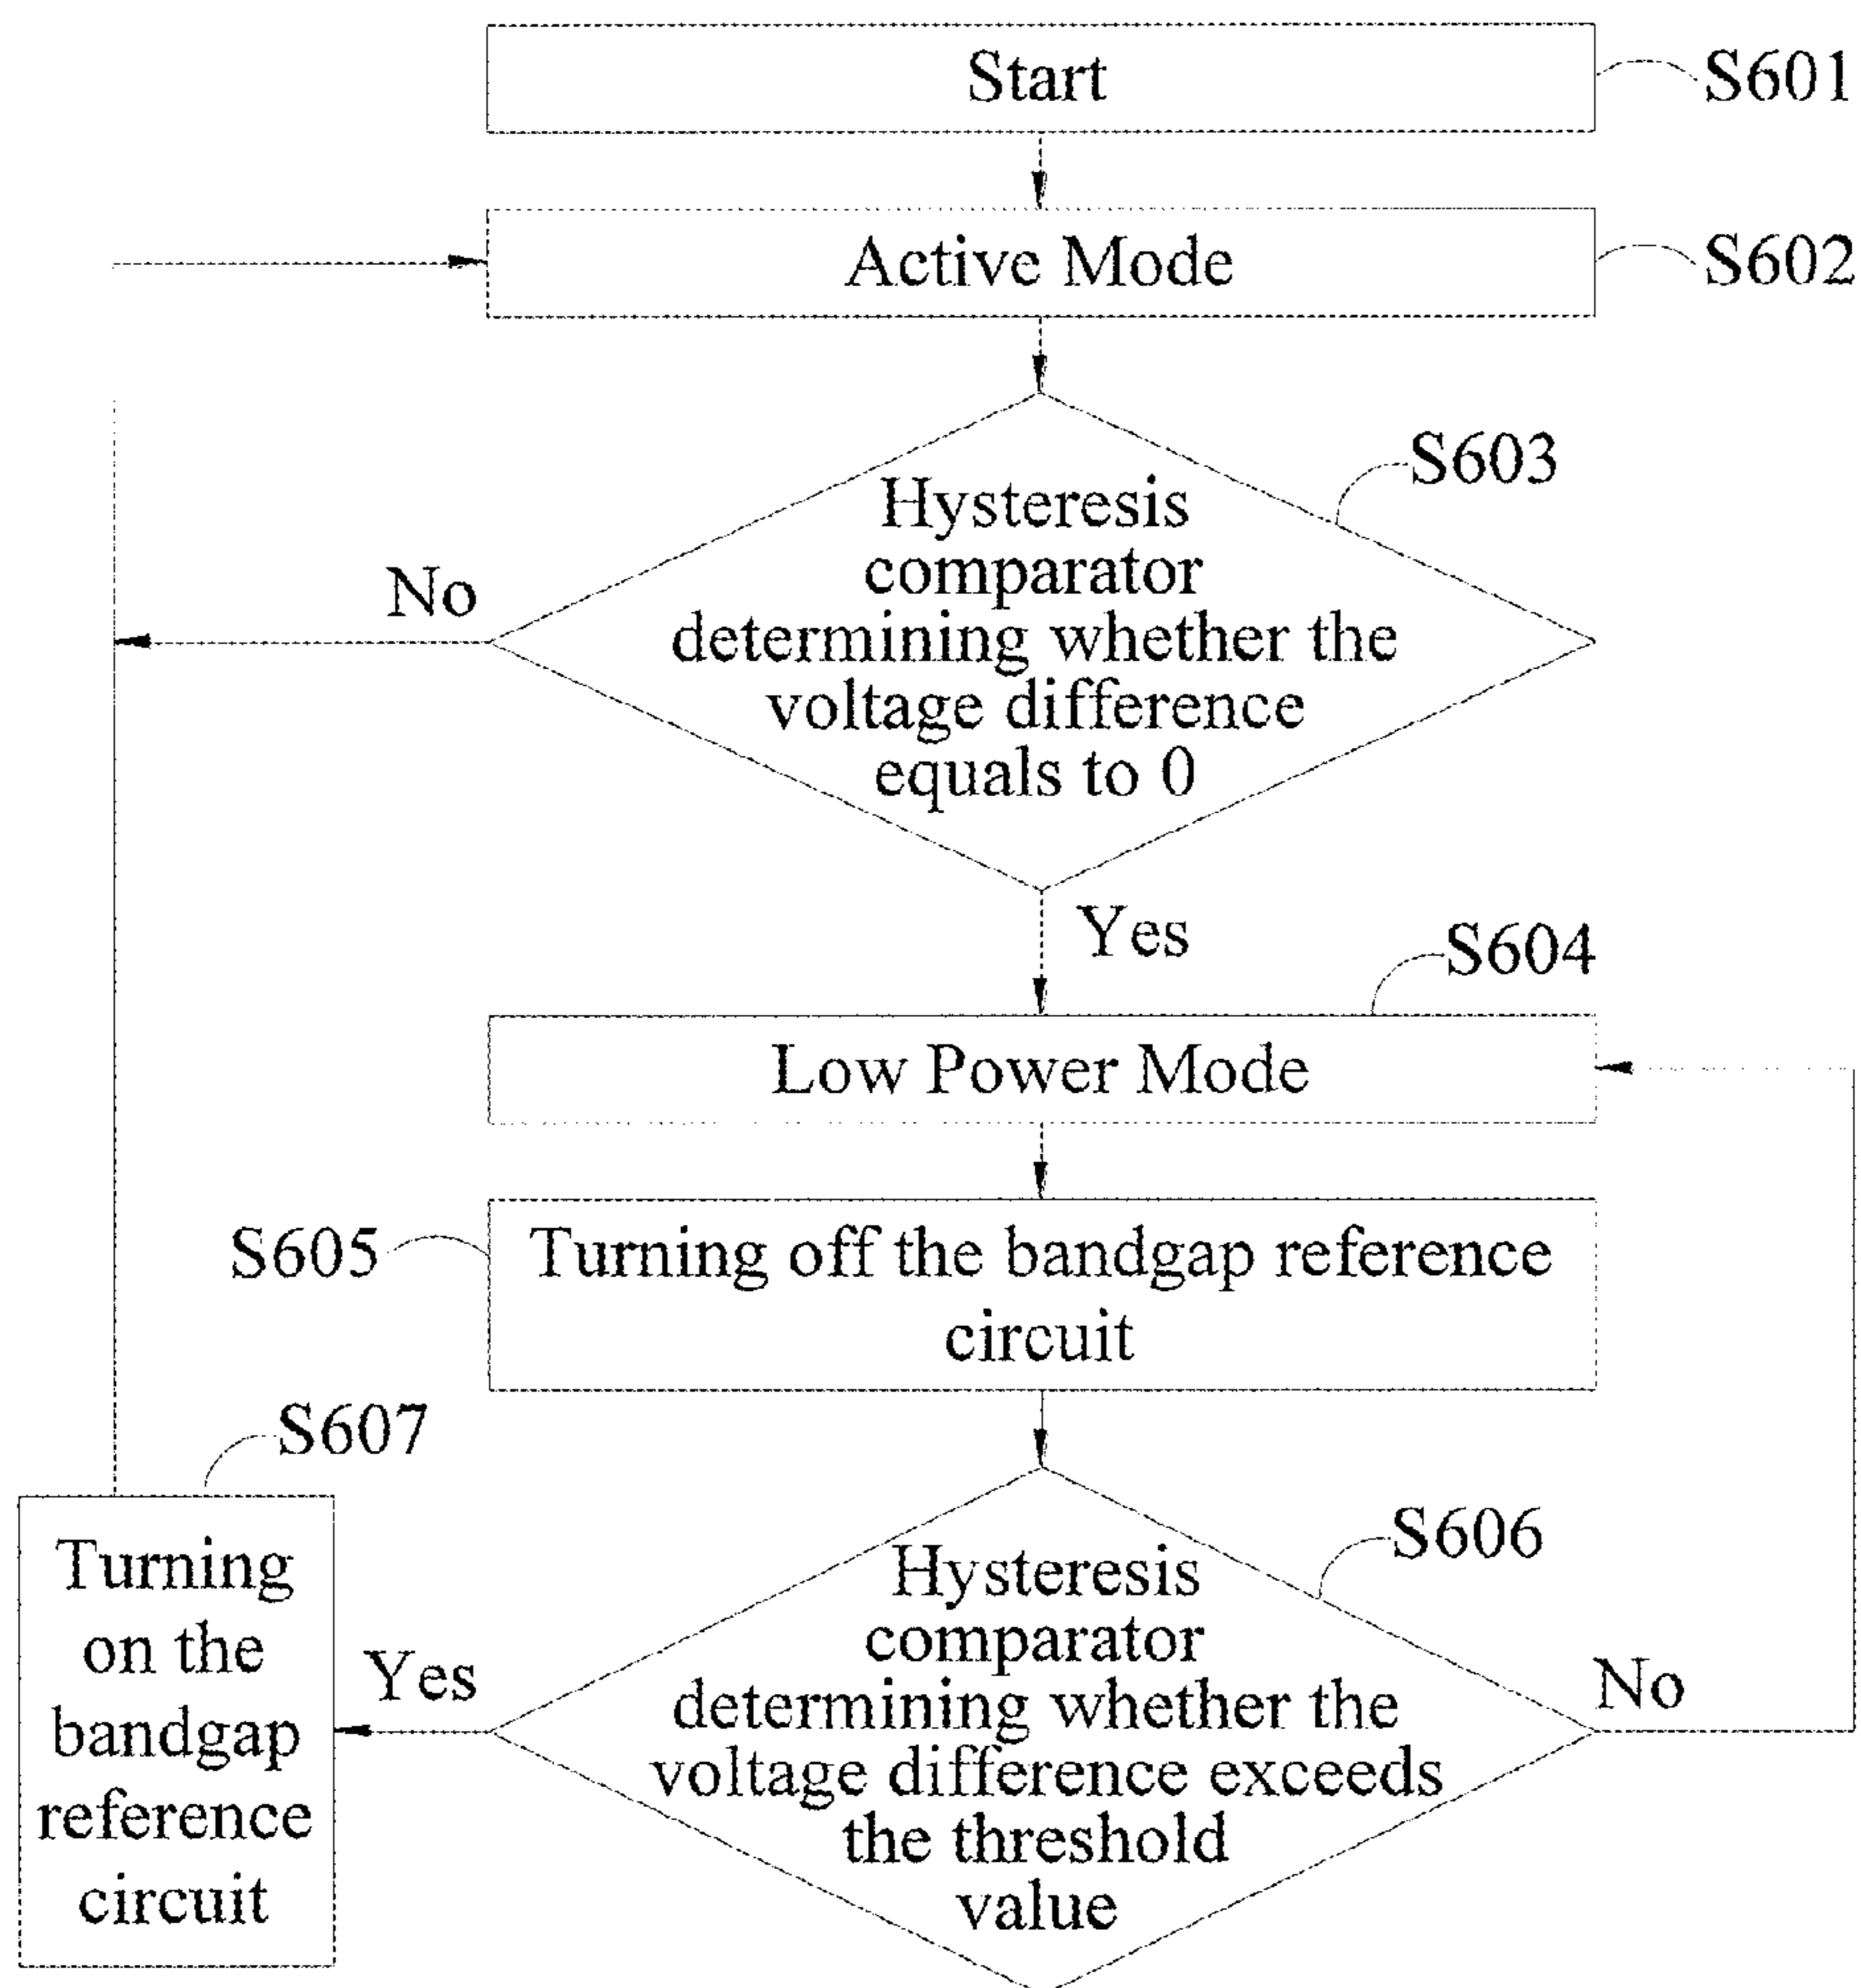 Start
S601
Active Mode
S602
S603
Hysteresis
comparator
determining whether the
voltage difference
equals to 0
No
Yes
S604
Low Power Mode
S605
Turning off the bandgap reference
circuit
S607
Turning
on the
bandgap
reference
circuit
Yes
S606
Hysteresis
comparator
determining whether the
voltage difference exceeds
the threshold
value
No